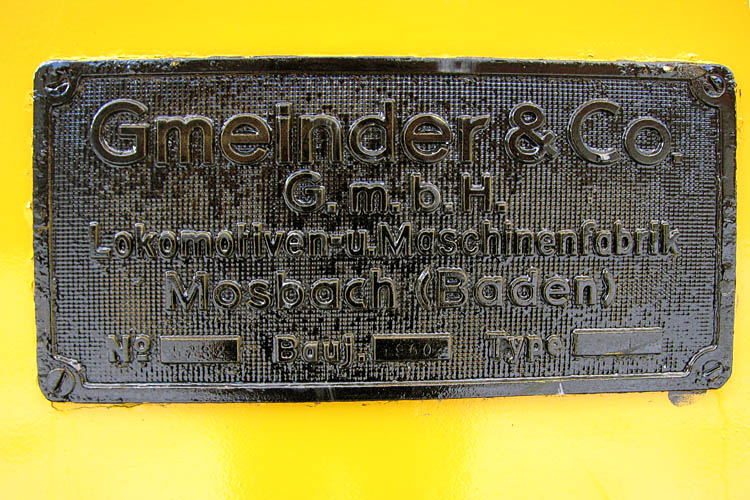 Gmeinder & Co.
G.m.b.H.
Lokomotiven-u.Maschinenfabrik
Mosbach (Baden)
Nº Bauj. 1960 Type